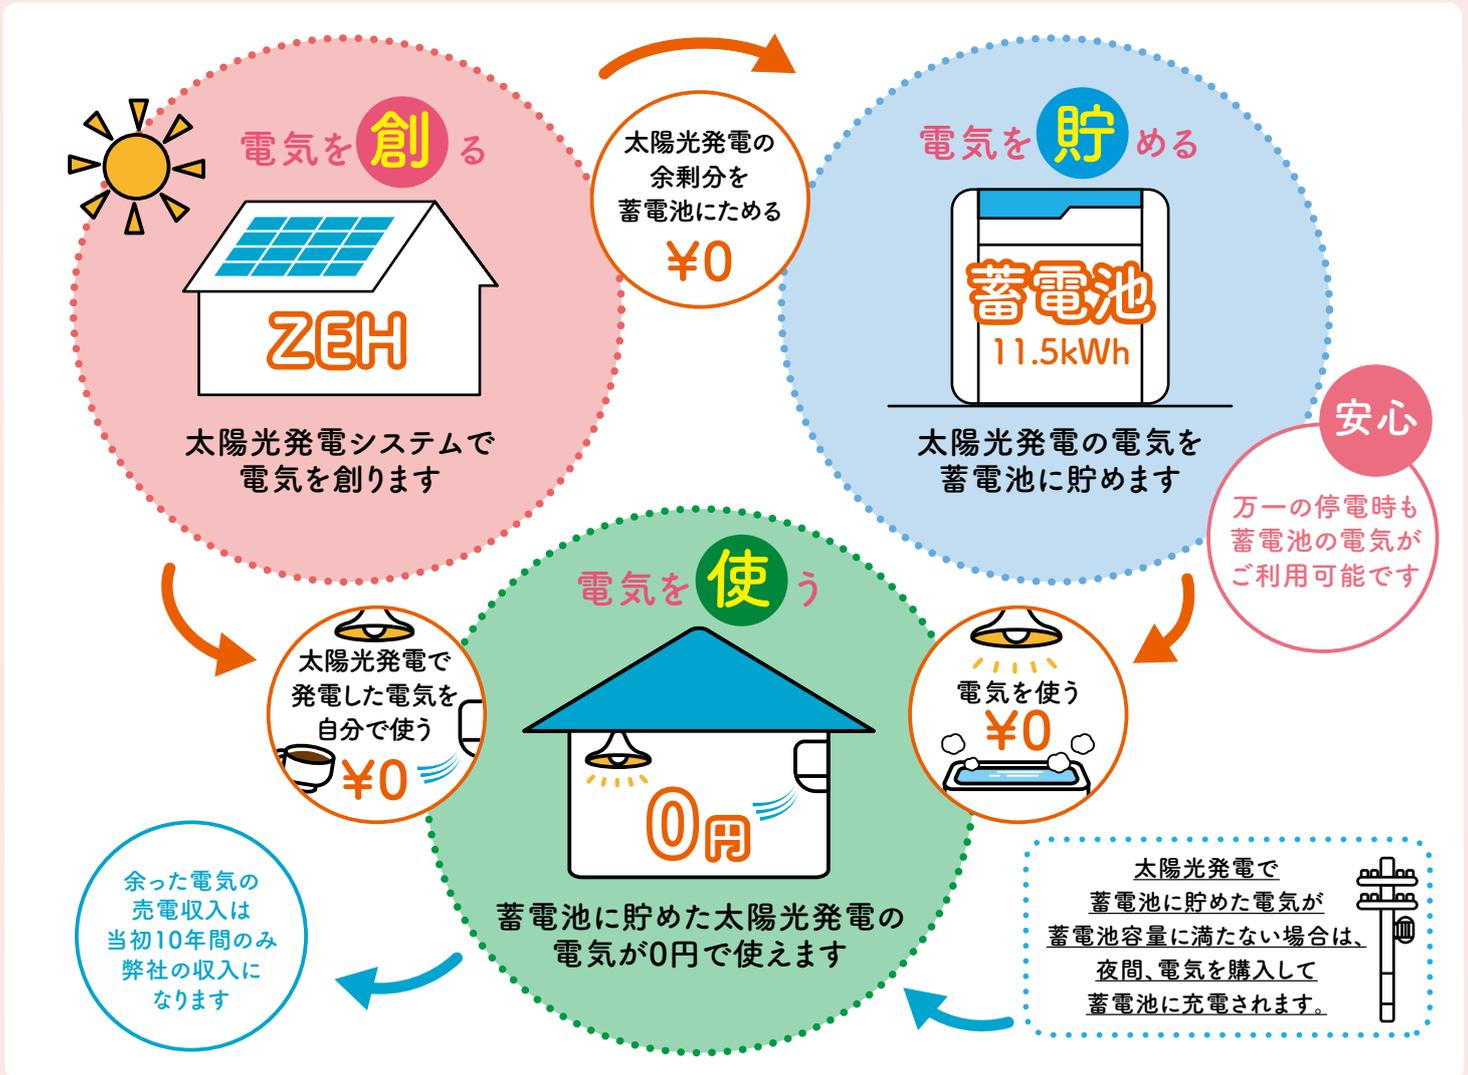 電気を創る
ZEH
太陽光発電システムで
電気を創ります
太陽光発電の
余剰分を
蓄電池にためる
¥0
電気を貯める
蓄電池
11.5kWh
太陽光発電の電気を
蓄電池に貯めます
安心
万一の停電時も
蓄電池の電気が
ご利用可能です
太陽光発電で
発電した電気を
自分で使う
¥0
電気を使う
0円
蓄電池に貯めた太陽光発電の
電気が0円で使えます
電気を使う
¥0
余った電気の
売電収入は
当初10年間のみ
弊社の収入に
なります
太陽光発電で
蓄電池に貯めた電気が
蓄電池容量に満たない場合は、
夜間、電気を購入して
蓄電池に充電されます。